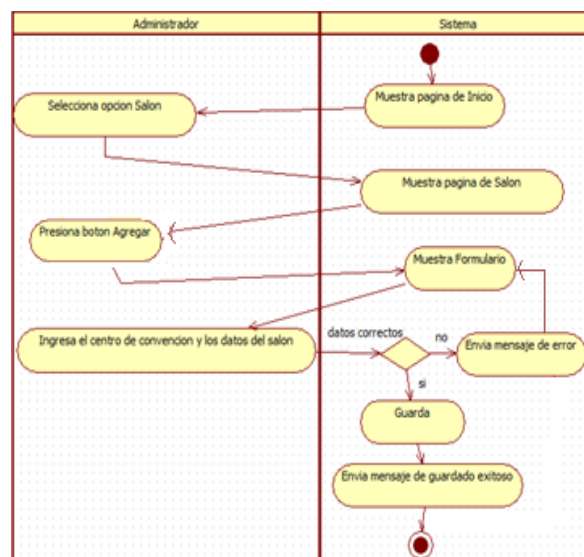 Administrador
Sistema
Muestra pagina de Inicio
Selecciona opcion Salon
Muestra pagina de Salon
Presiona boton Agregar
Muestra Formulario
Ingresa el centro de convencion y los datos del salon
datos correctos
no
Envia mensaje de error
si
Guarda
Envia mensaje de guardado exitoso